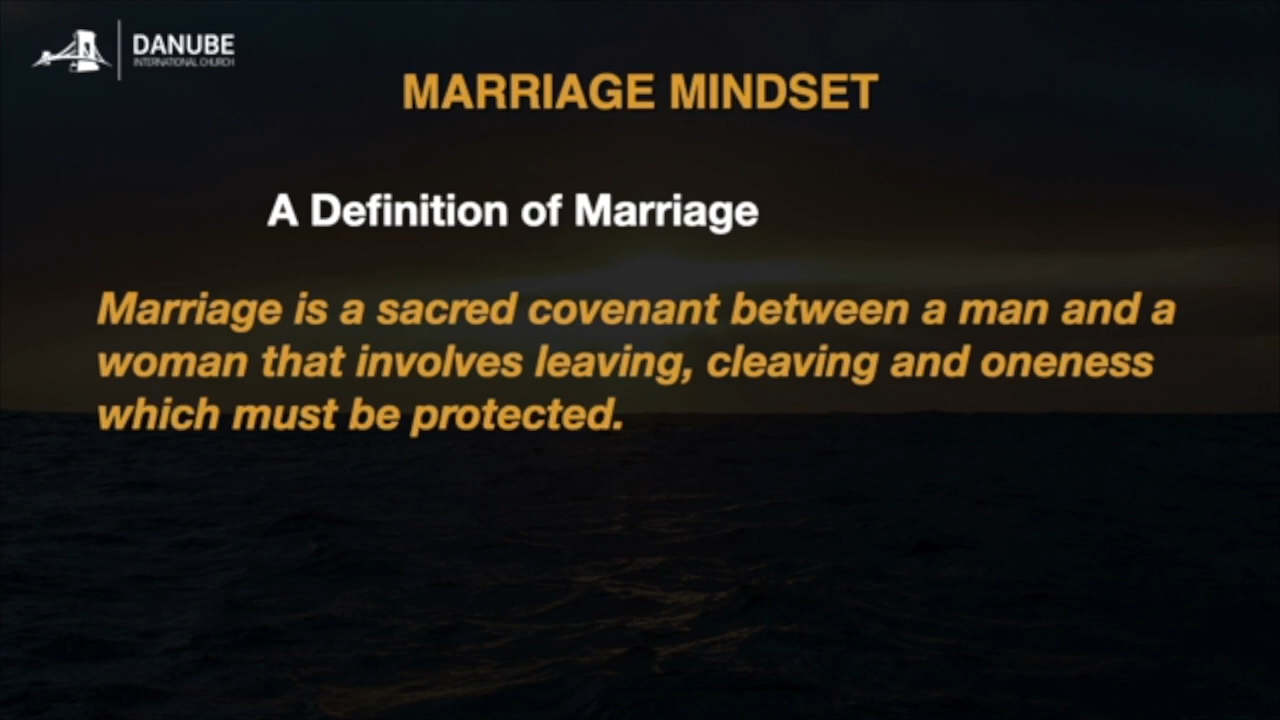 DANUBE
INTERNATIONAL CHURCH
MARRIAGE MINDSET
A Definition of Marriage
Marriage is a sacred covenant between a man and a
woman that involves leaving, cleaving and oneness
which must be protected.